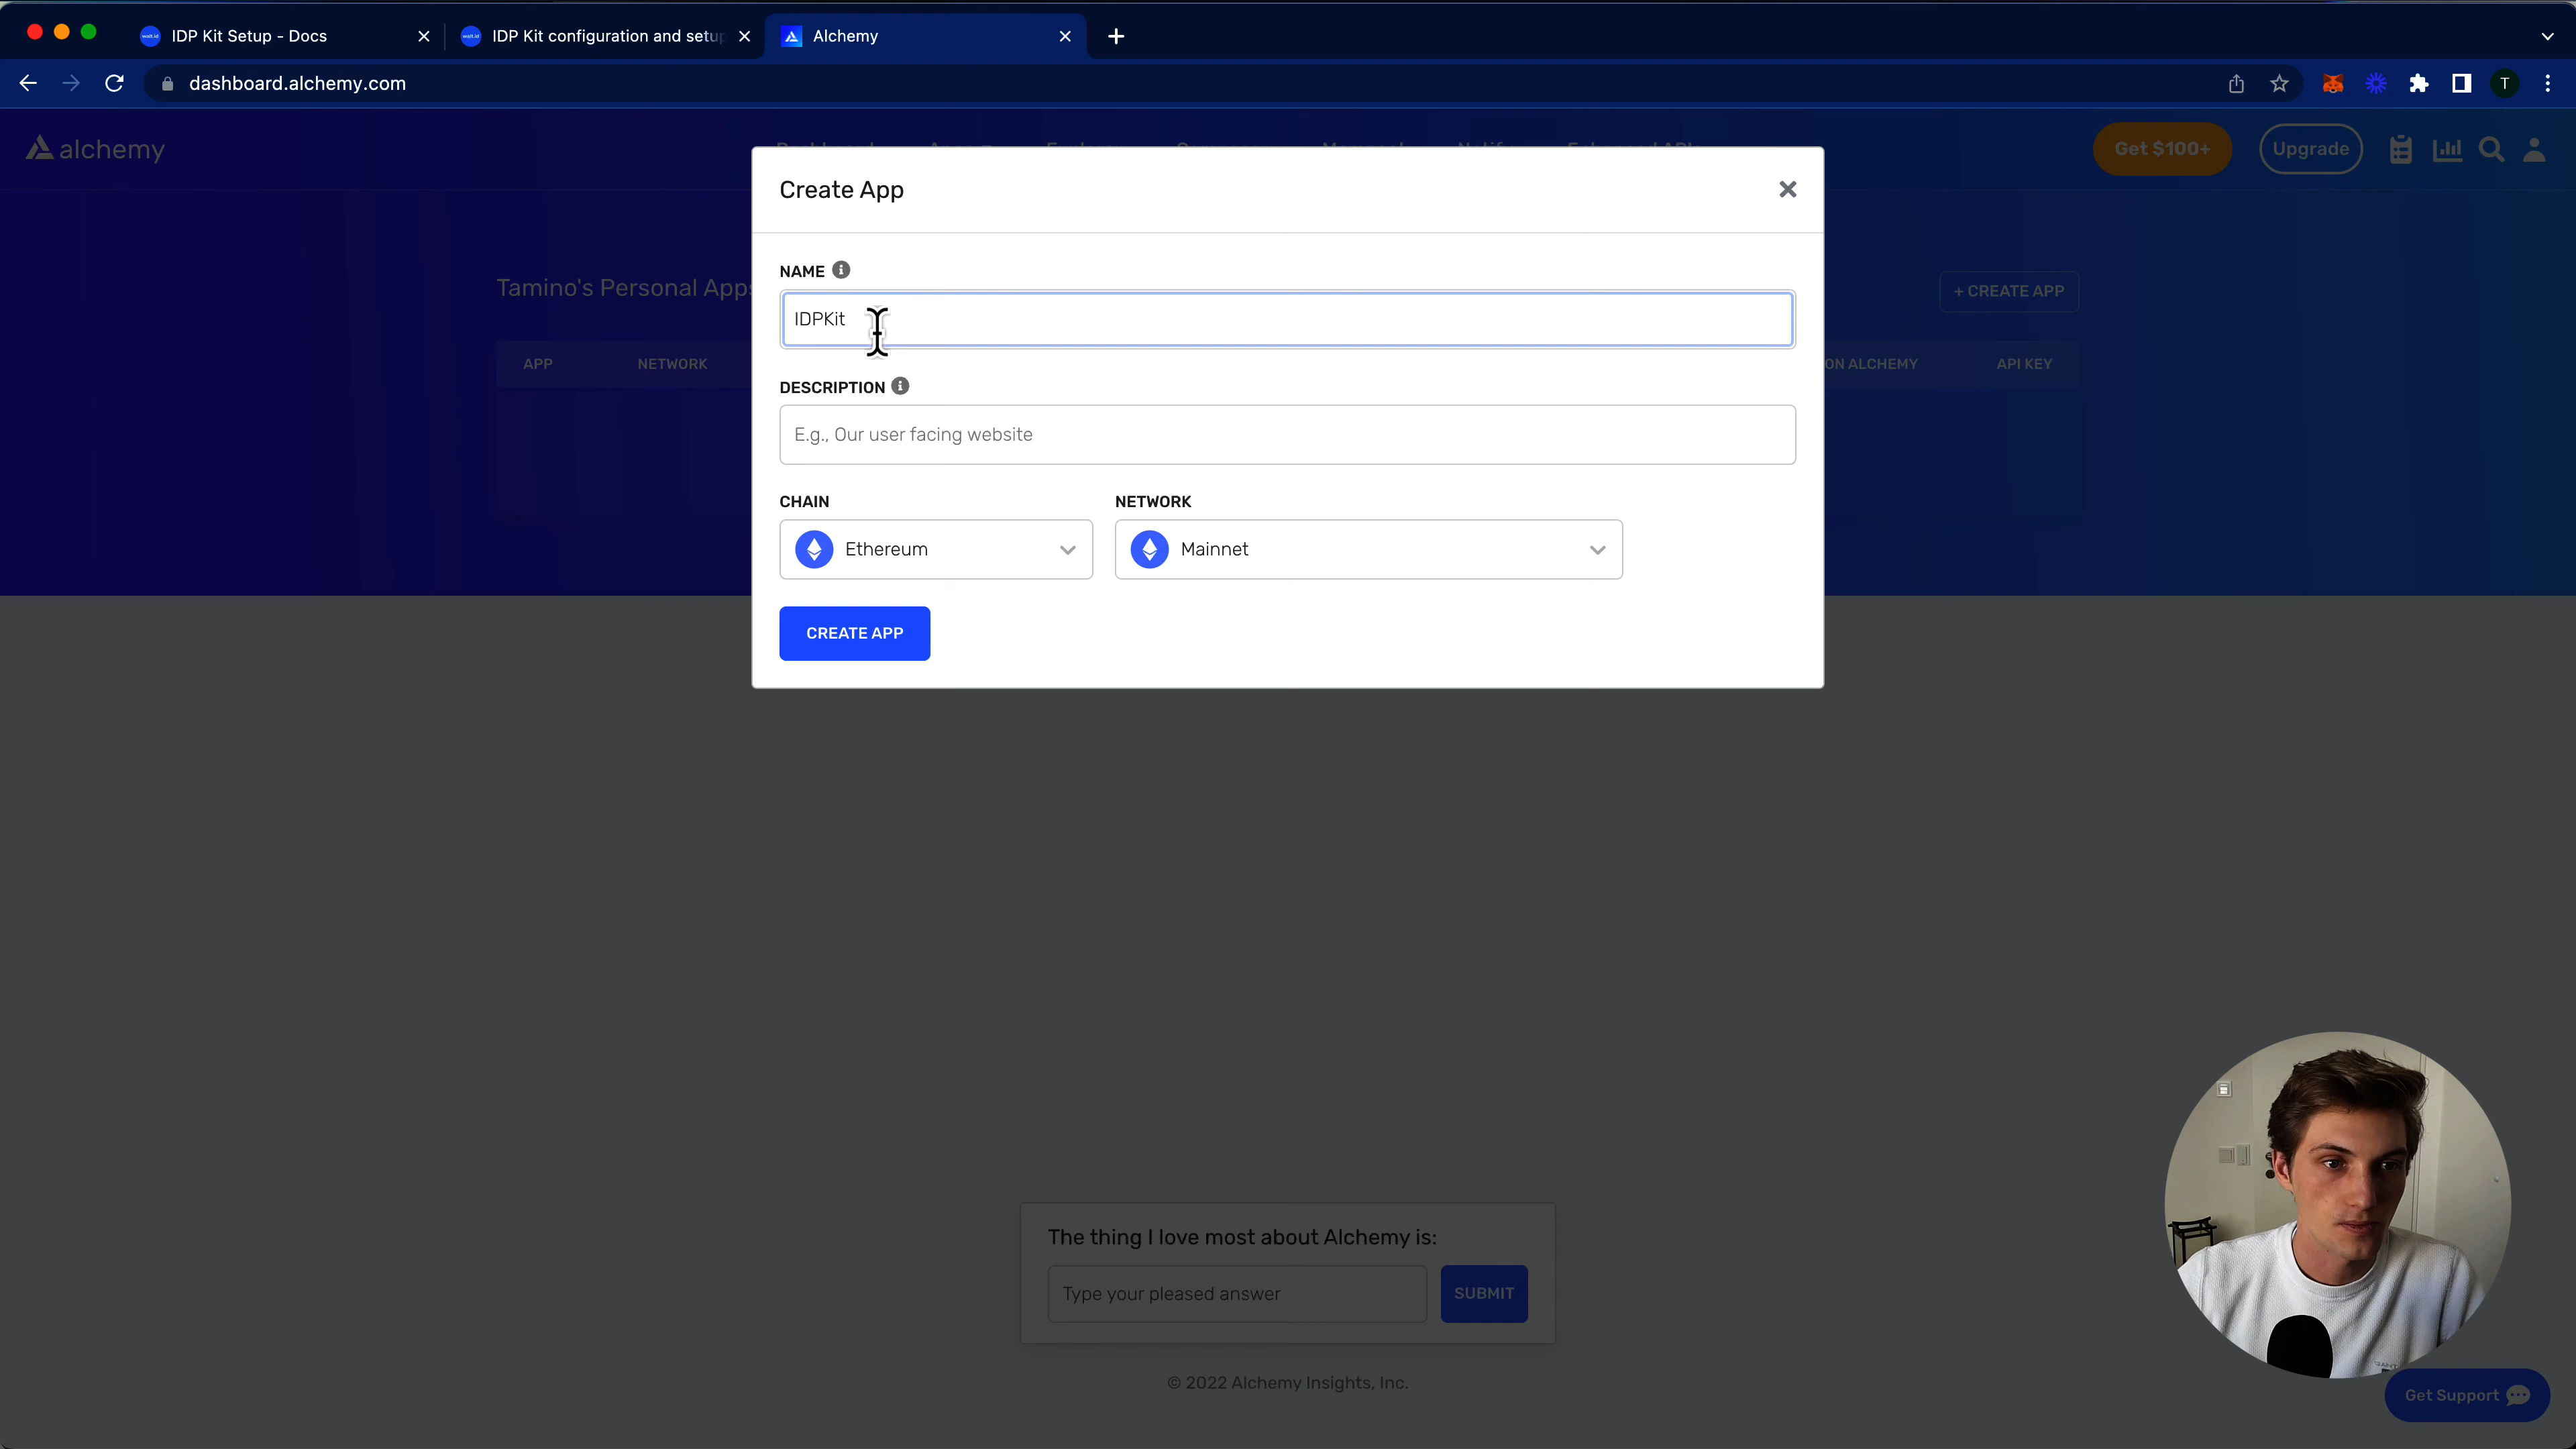 IDP Kit Setup - Docs
IDP Kit configuration and setup
Alchemy
dashboard.alchemy.com
T
alchemy
Get $100+
Upgrade
Create App
Tamino's Personal Apps
+ CREATE APP
NAME
IDPKit
APP
NETWORK
ON ALCHEMY
API KEY
DESCRIPTION
E.g., Our user facing website
CHAIN
NETWORK
Ethereum
Mainnet
CREATE APP
The thing I love most about Alchemy is:
Type your pleased answer
SUBMIT
© 2022 Alchemy Insights, Inc.
Get Support